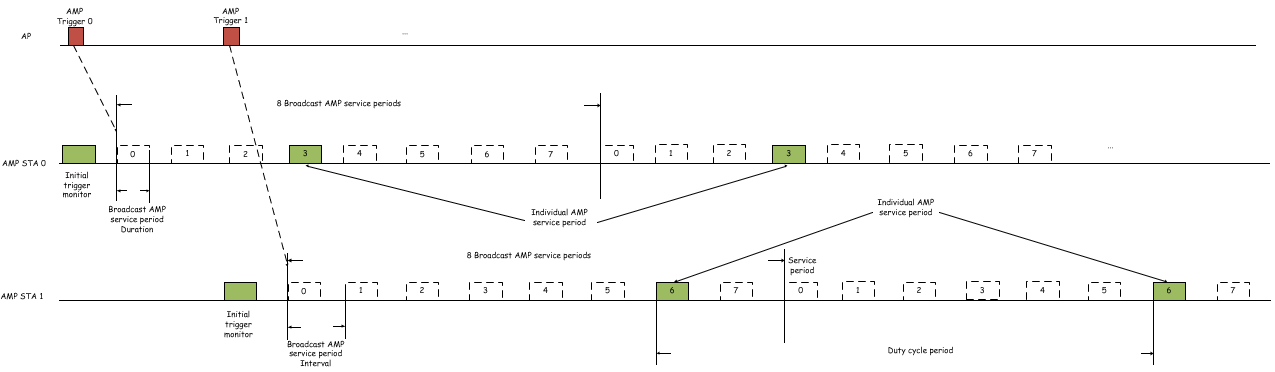 AMP
Trigger 0
AMP
Trigger 1
AP
...
8 Broadcast AMP service periods
0
1
2
3
4
5
6
7
0
1
2
3
4
5
6
7
...
AMP STA 0
Initial
trigger
monitor
Broadcast AMP
service period
Duration
Individual AMP
service period
Individual AMP
service period
8 Broadcast AMP service periods
Service
period
0
1
2
3
4
5
6
7
0
1
2
3
4
5
6
7
AMP STA 1
Initial
trigger
monitor
Broadcast AMP
service period
Interval
Duty cycle period